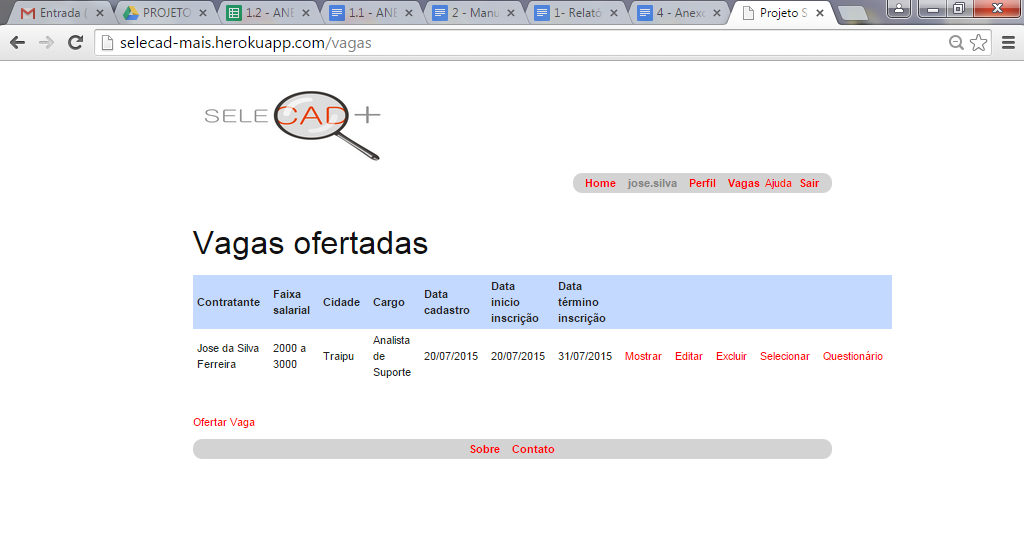 Entrada (
PROJETO
1.2 - ANE
1.1 - ANE
2 - Manu
1- Relató
4 - Anexo
Projeto S
selecad-mais.herokuapp.com/vagas
SELECAD+
Home jose.silva Perfil Vagas Ajuda Sair
Vagas ofertadas
Contratante Faixa salarial Cidade Cargo Data cadastro Data inicio inscrição Data término inscrição
Jose da Silva Ferreira 2000 a 3000 Traipu Analista de Suporte 20/07/2015 20/07/2015 31/07/2015 Mostrar Editar Excluir Selecionar Questionário
Ofertar Vaga
Sobre Contato